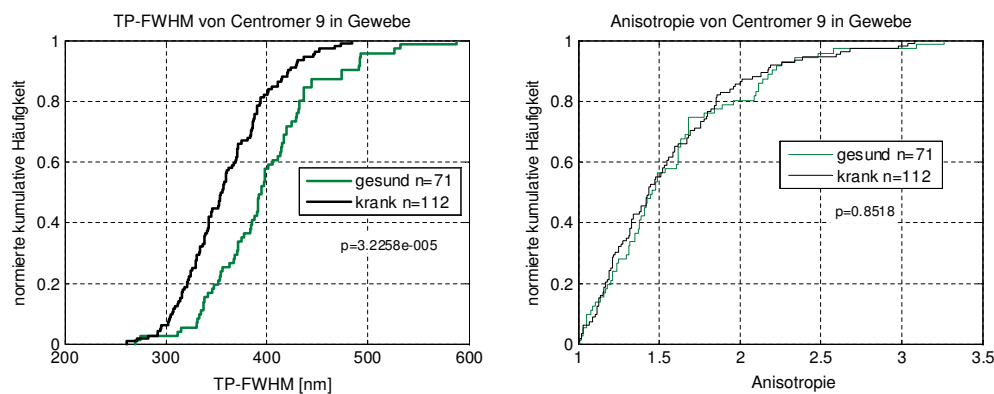 TP-FWHM von Centromer 9 in Gewebe
normierte kumulative Häufigkeit
1
0.8
0.6
0.4
0.2
0
gesund n=71
krank n=112
p=3.2258e-005
200 300 400 500 600
TP-FWHM [nm]
Anisotropie von Centromer 9 in Gewebe
normierte kumulative Häufigkeit
1
0.8
0.6
0.4
0.2
0
gesund n=71
krank n=112
p=0.8518
1 1.5 2 2.5 3 3.5
Anisotropie